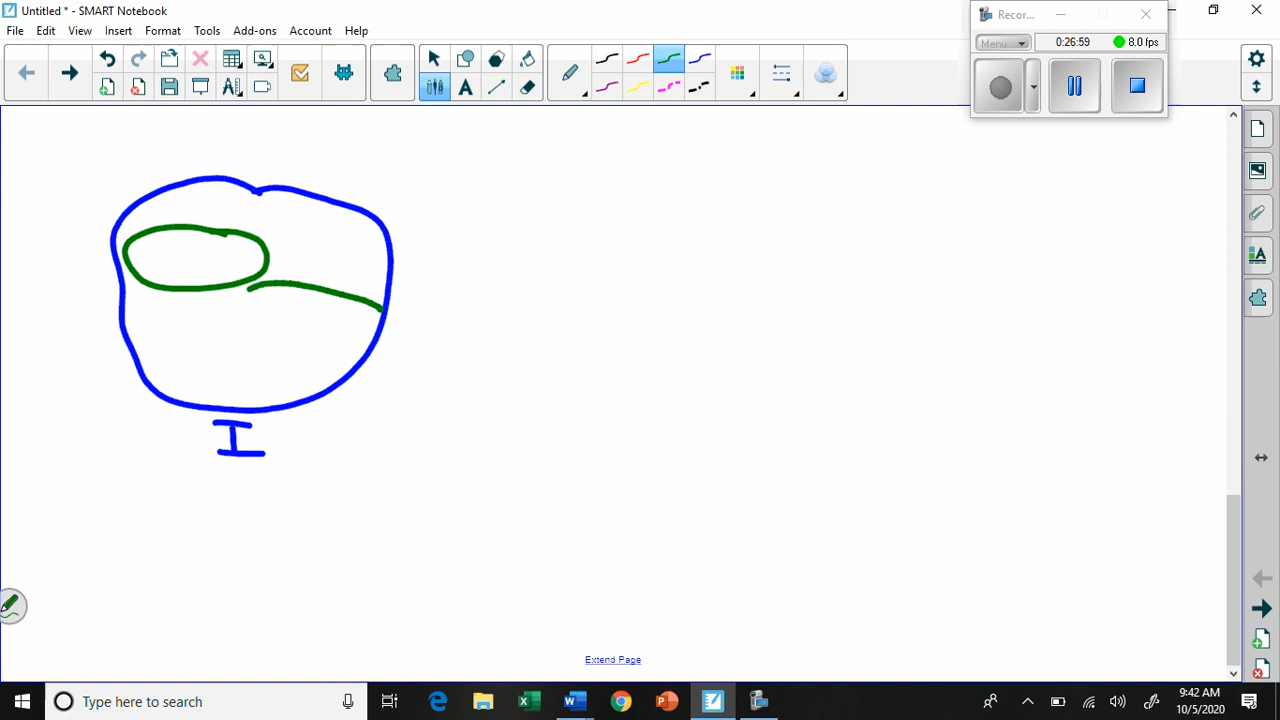 Untitled * - SMART Notebook
File Edit View Insert Format Tools Add-ons Account Help
Recor...
Menu 0:26:59 8.0 fps
A
A
I
Extend Page
Type here to search
9:42 AM
10/5/2020